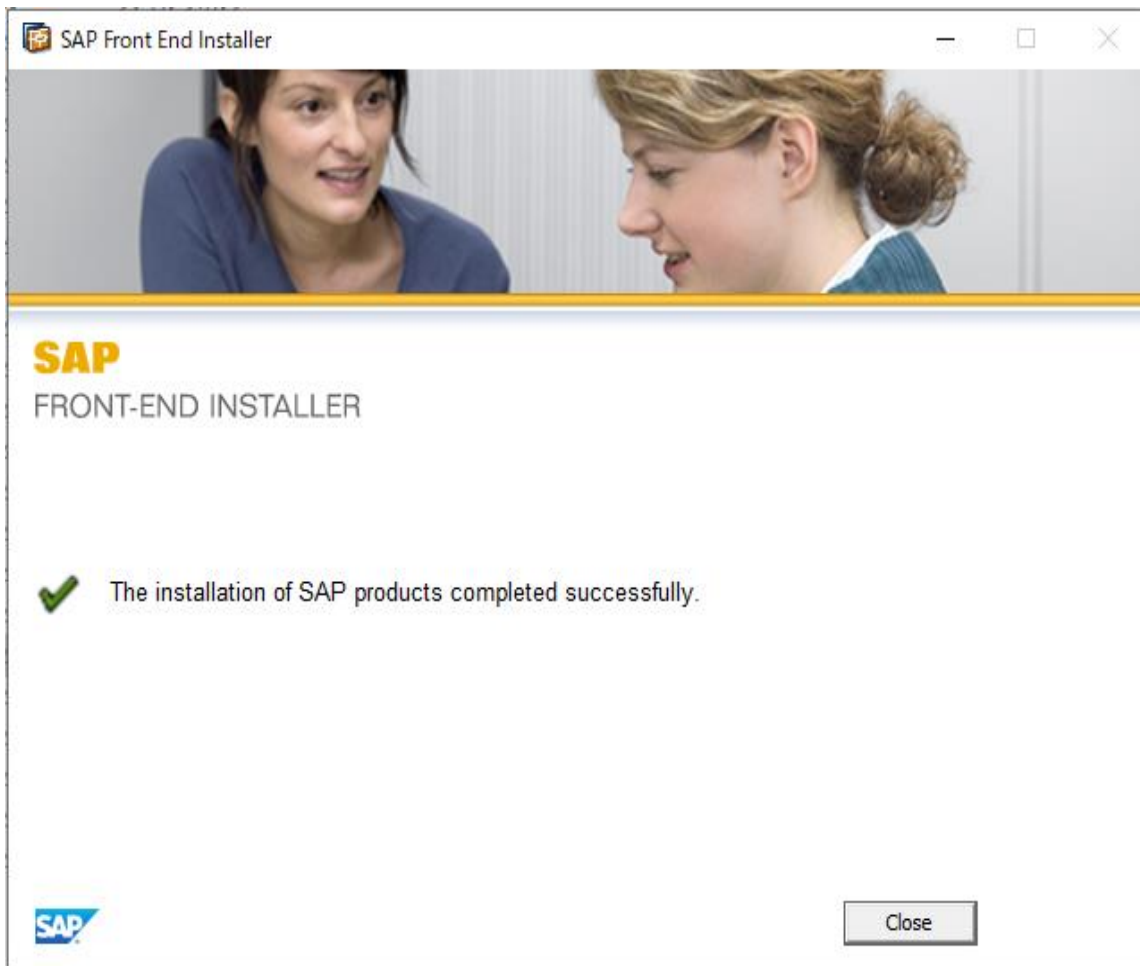 SAP Front End Installer
SAP
FRONT-END INSTALLER
The installation of SAP products completed successfully.
SAP
Close